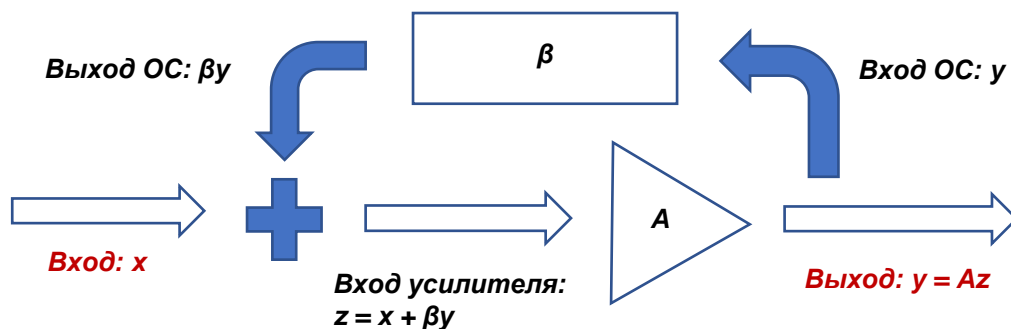 β
Выход ОС: βy
Вход ОС: y
A
Вход: x
Вход усилителя:
z = x + βy
Выход: y = Az